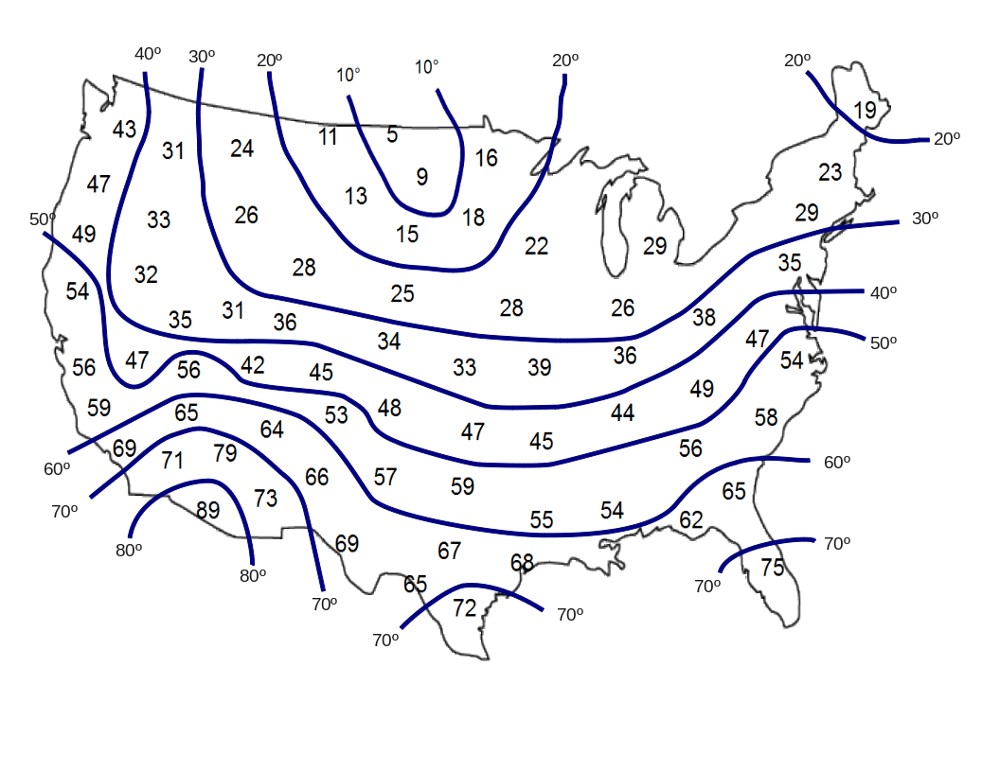 40º 30º 20º 10° 10° 20º 20º
19
20º
43 11 5
31 24 16
47 9 23
13
50º 33 26 18 29 30º
49 15
22 29
32 28 35
54 25 40º
31 28 26
35 36 38
34 47 50º
56 47 56 42 45 33 39 36 54
49
59 65 53 48 44 58
64 47 45
69 71 79 56 60º
60º 66 57
73 59 65
70º 89 55 54 62
80º 80º 69 67 68 70º
75
65 70º
70º 72 70º
70º